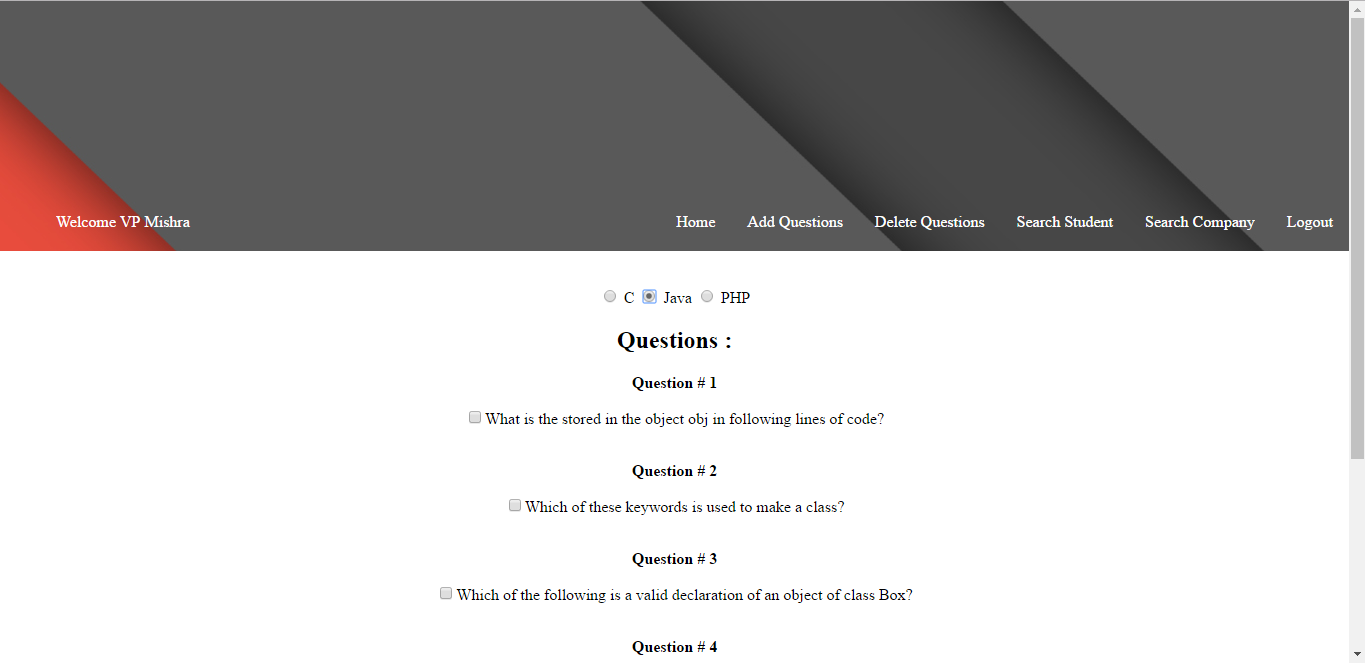 Welcome VP Mishra Home Add Questions Delete Questions Search Student Search Company Logout
C Java PHP
Questions :
Question # 1
What is the stored in the object obj in following lines of code?
Question # 2
Which of these keywords is used to make a class?
Question # 3
Which of the following is a valid declaration of an object of class Box?
Question # 4